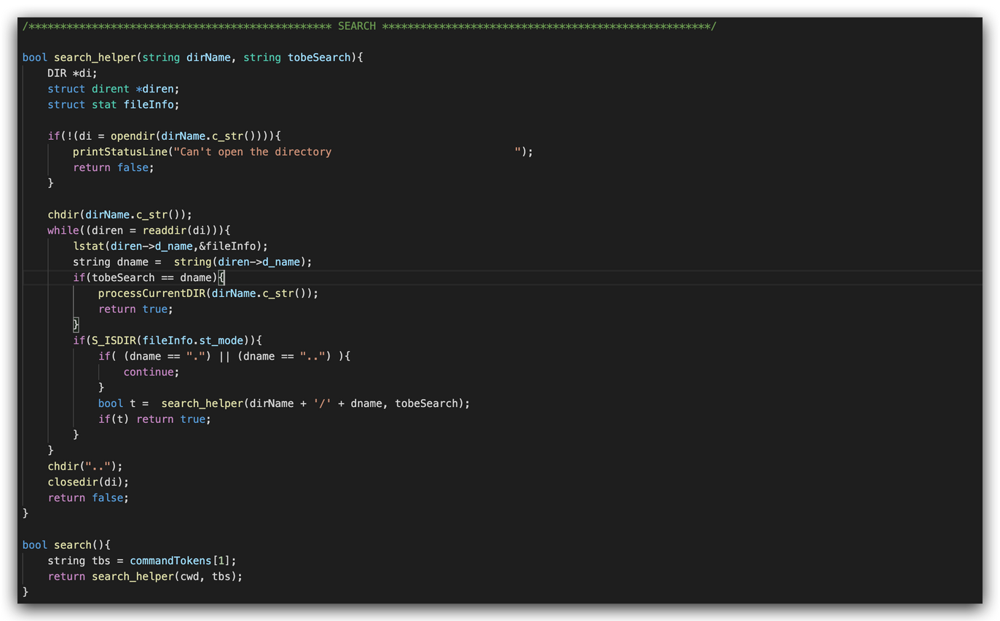 /************************************************ SEARCH ****************************************************/
bool search_helper(string dirName, string tobeSearch){
    DIR *di;
    struct dirent *diren;
    struct stat fileInfo;
    if(!(di = opendir(dirName.c_str()))){
        printStatusLine("Can't open the directory                             ");
        return false;
    }
    chdir(dirName.c_str());
    while((diren = readdir(di))){
        lstat(diren->d_name,&fileInfo);
        string dname =  string(diren->d_name);
        if(tobeSearch == dname){
            processCurrentDIR(dirName.c_str());
            return true;
        }
        if(S_ISDIR(fileInfo.st_mode)){
            if( (dname == ".") || (dname == "..") ){
                continue;
            }
            bool t =  search_helper(dirName + '/' + dname, tobeSearch);
            if(t) return true;
        }
    }
    chdir("..");
    closedir(di);
    return false;
}
bool search(){
    string tbs = commandTokens[1];
    return search_helper(cwd, tbs);
}